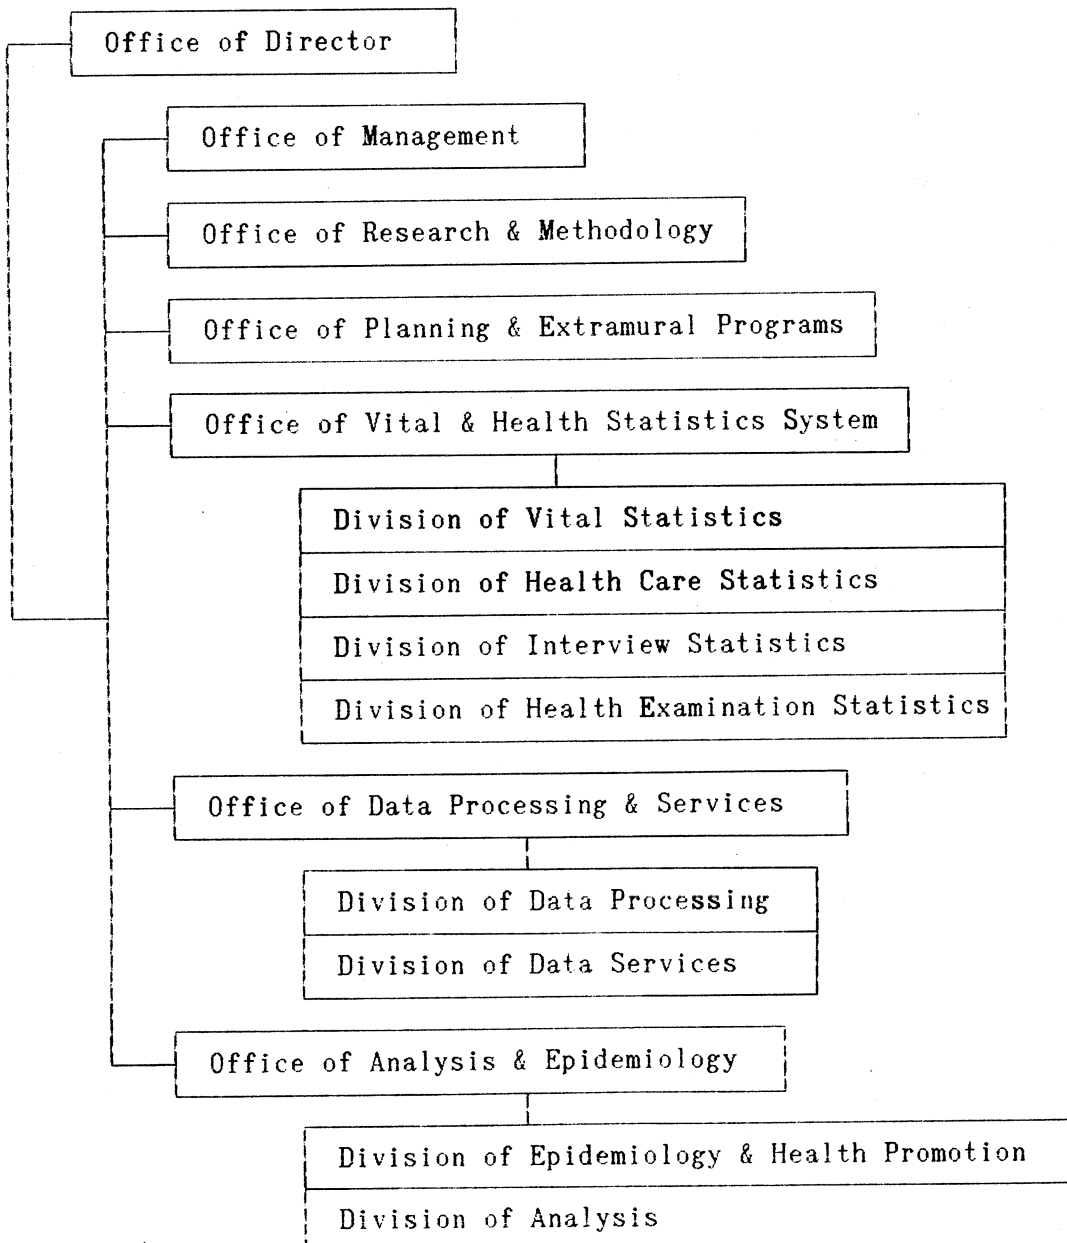 Office of Director
Office of Management
Office of Research & Methodology
Office of Planning & Extramural Programs
Office of Vital & Health Statistics System
Division of Vital Statistics
Division of Health Care Statistics
Division of Interview Statistics
Division of Health Examination Statistics
Office of Data Processing & Services
Division of Data Processing
Division of Data Services
Office of Analysis & Epidemiology
Division of Epidemiology & Health Promotion
Division of Analysis